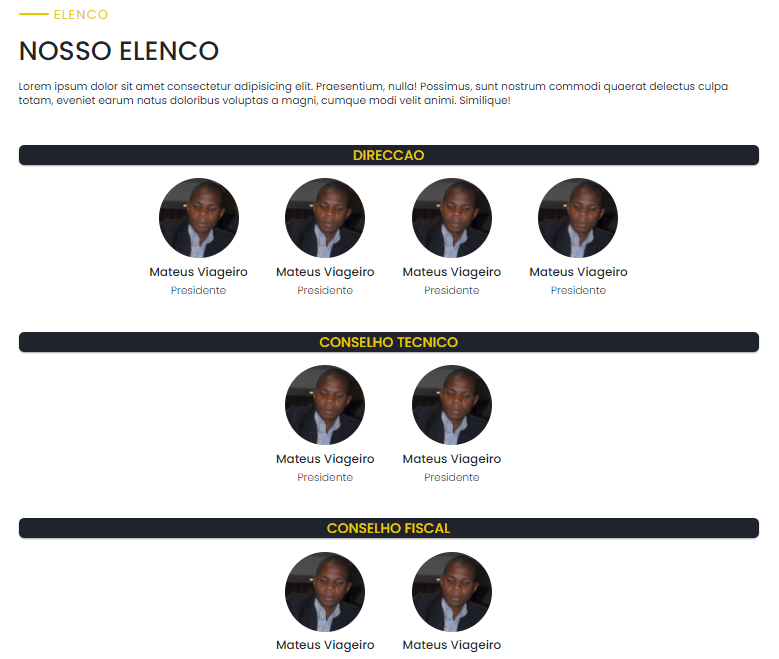 ELENCO
NOSSO ELENCO
Lorem ipsum dolor sit amet consectetur adipisicing elit. Praesentium, nulla! Possimus, sunt nostrum commodi quaerat delectus culpa
totam, eveniet earum natus doloribus voluptas a magni, cumque modi velit animi. Similique!
DIRECCAO
Mateus Viageiro Mateus Viageiro Mateus Viageiro Mateus Viageiro
Presidente Presidente Presidente Presidente
CONSELHO TECNICO
Mateus Viageiro Mateus Viageiro
Presidente Presidente
CONSELHO FISCAL
Mateus Viageiro Mateus Viageiro